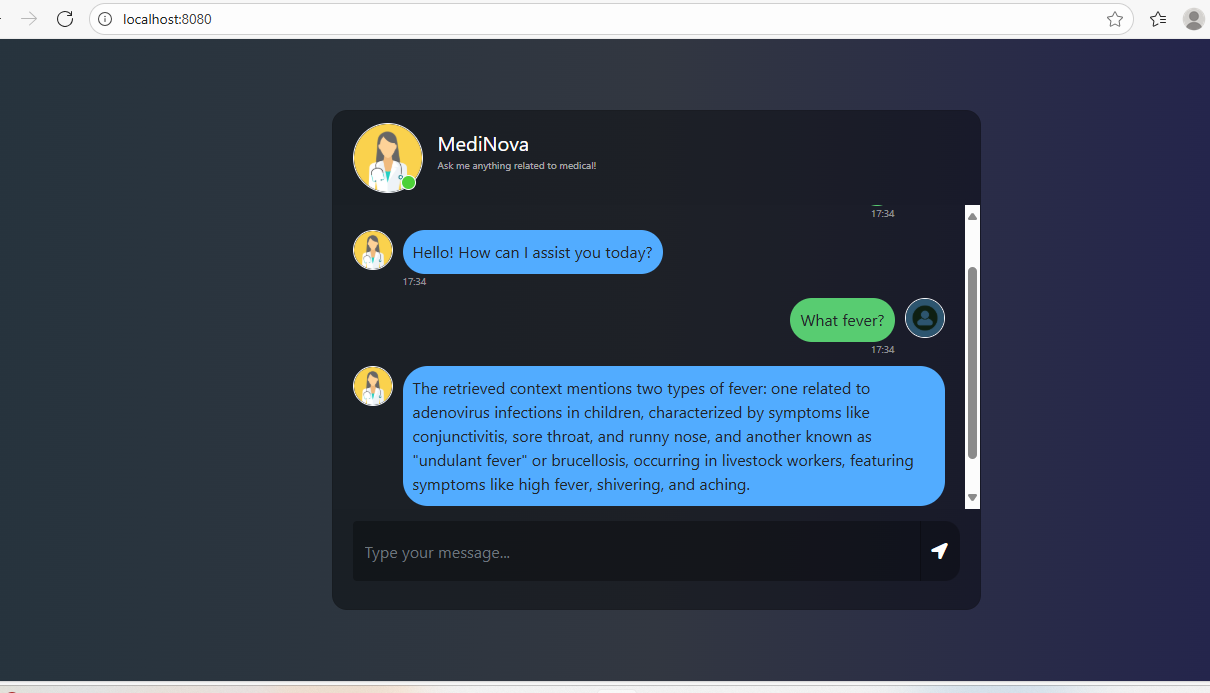 localhost:8080
MediNova
Ask me anything related to medical!
17:34
Hello! How can I assist you today?
17:34
What fever?
17:34
The retrieved context mentions two types of fever: one related to
adenovirus infections in children, characterized by symptoms like
conjunctivitis, sore throat, and runny nose, and another known as
"undulant fever" or brucellosis, occurring in livestock workers, featuring
symptoms like high fever, shivering, and aching.
Type your message...